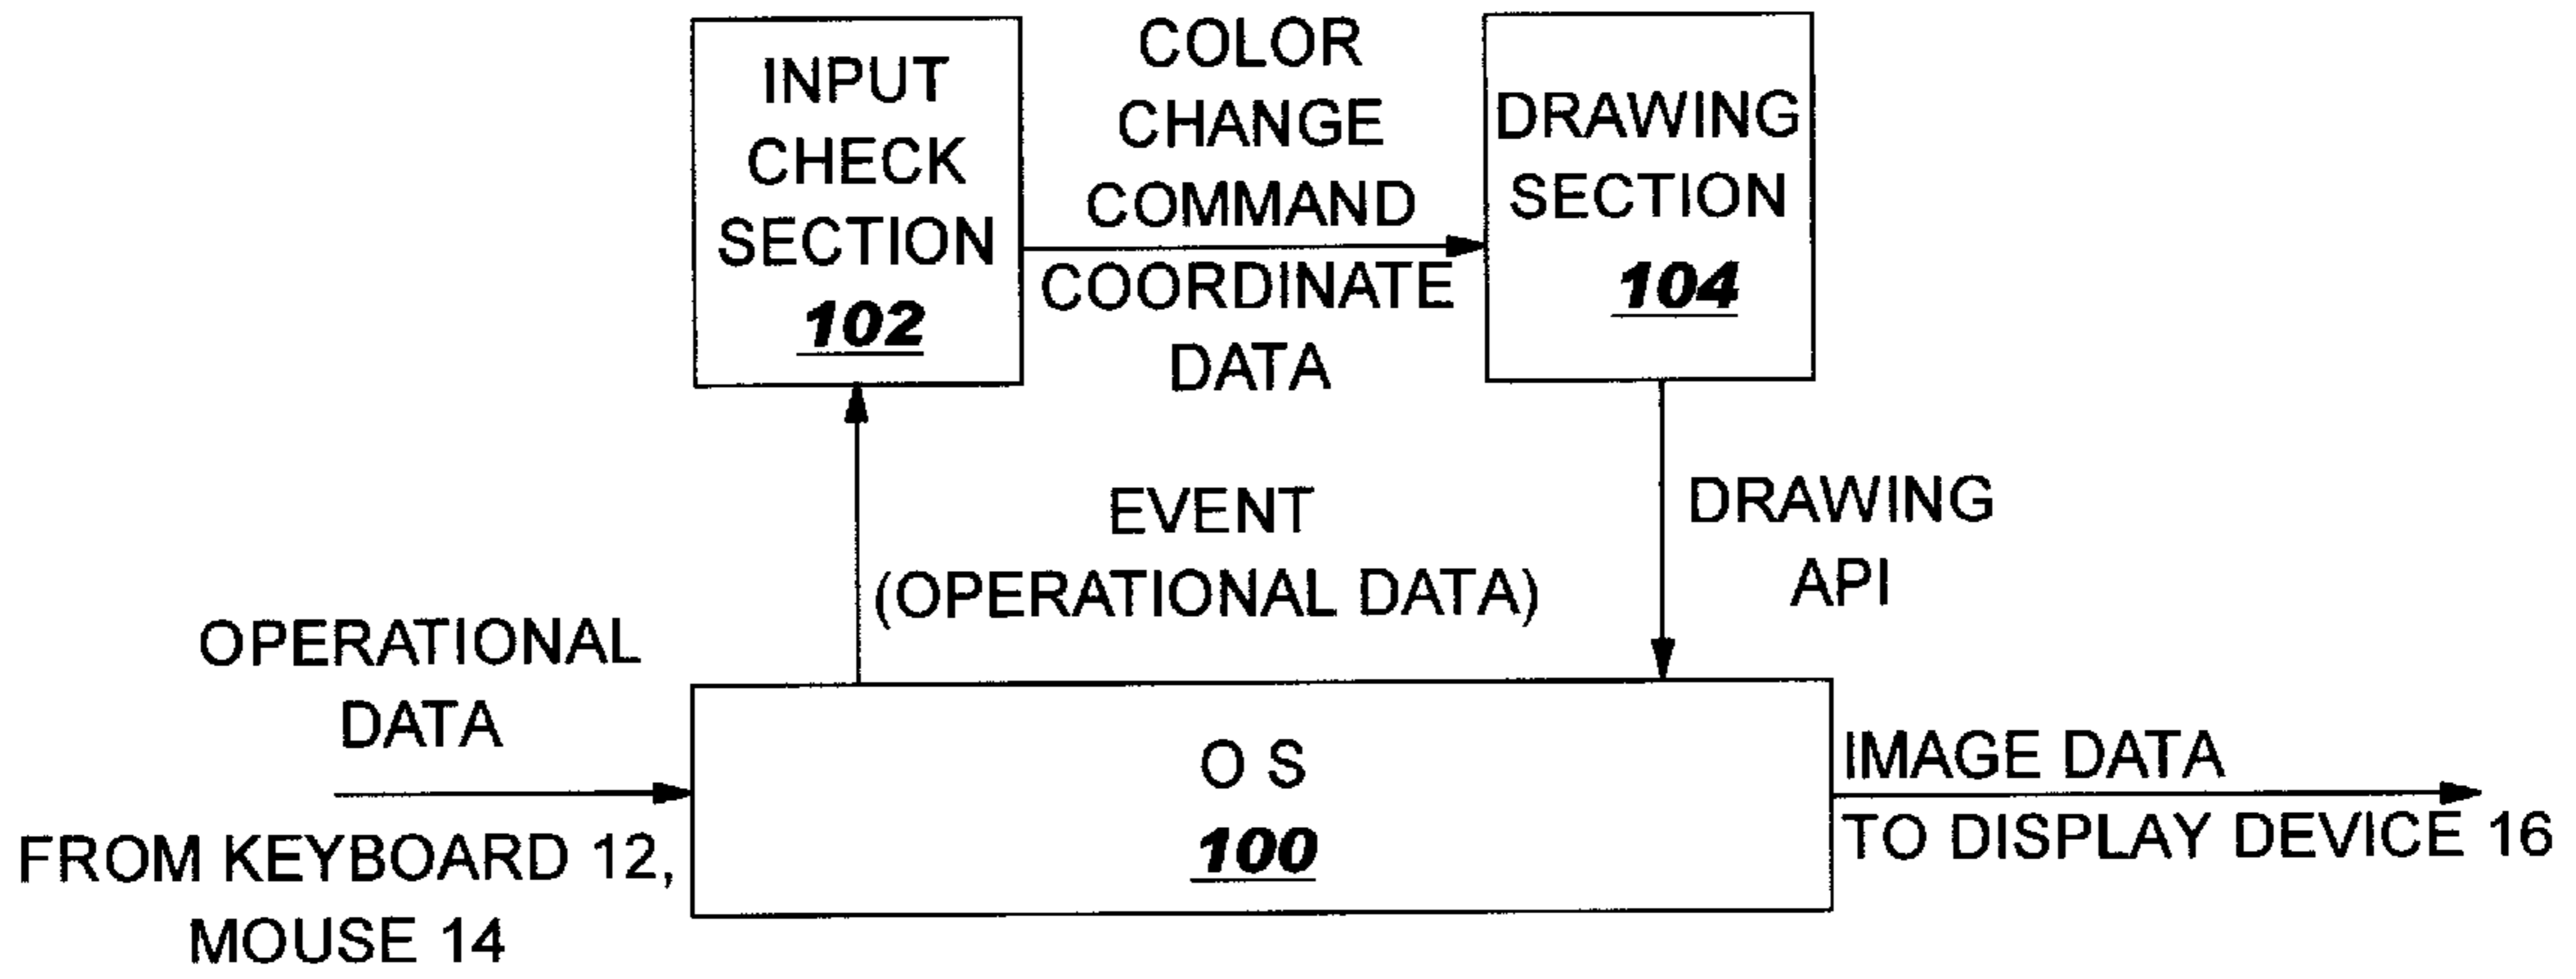 INPUT
CHECK
SECTION
102
COLOR
CHANGE
COMMAND
COORDINATE
DATA
DRAWING
SECTION
104
EVENT
(OPERATIONAL DATA)
DRAWING
API
OPERATIONAL
DATA
FROM KEYBOARD 12,
MOUSE 14
O S
100
IMAGE DATA
TO DISPLAY DEVICE 16